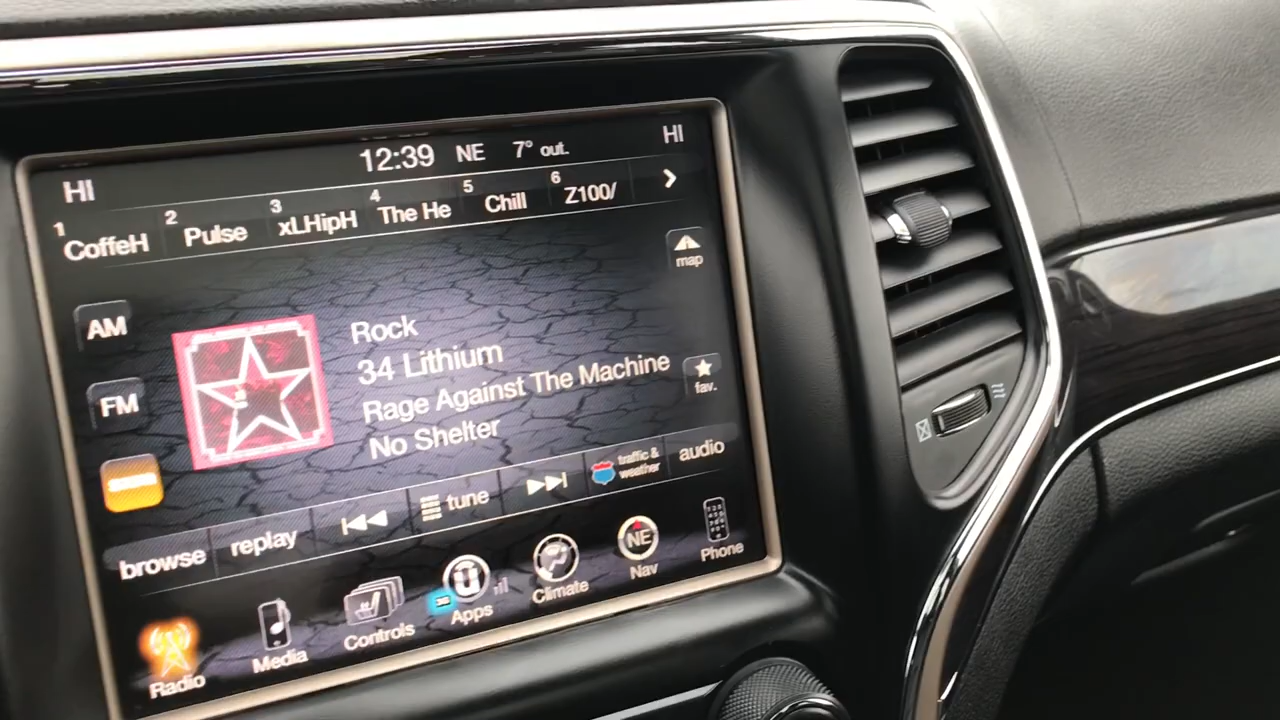 12:39 NE 7° out. HI
HI
1 CoffeH 2 Pulse 3 xLHipH 4 The He 5 Chill 6 Z100/
map
AM
Rock
34 Lithium
FM
Rage Against The Machine
fav.
No Shelter
browse replay tune traffic & weather audio
Radio Media Controls Apps Climate NE Nav Phone